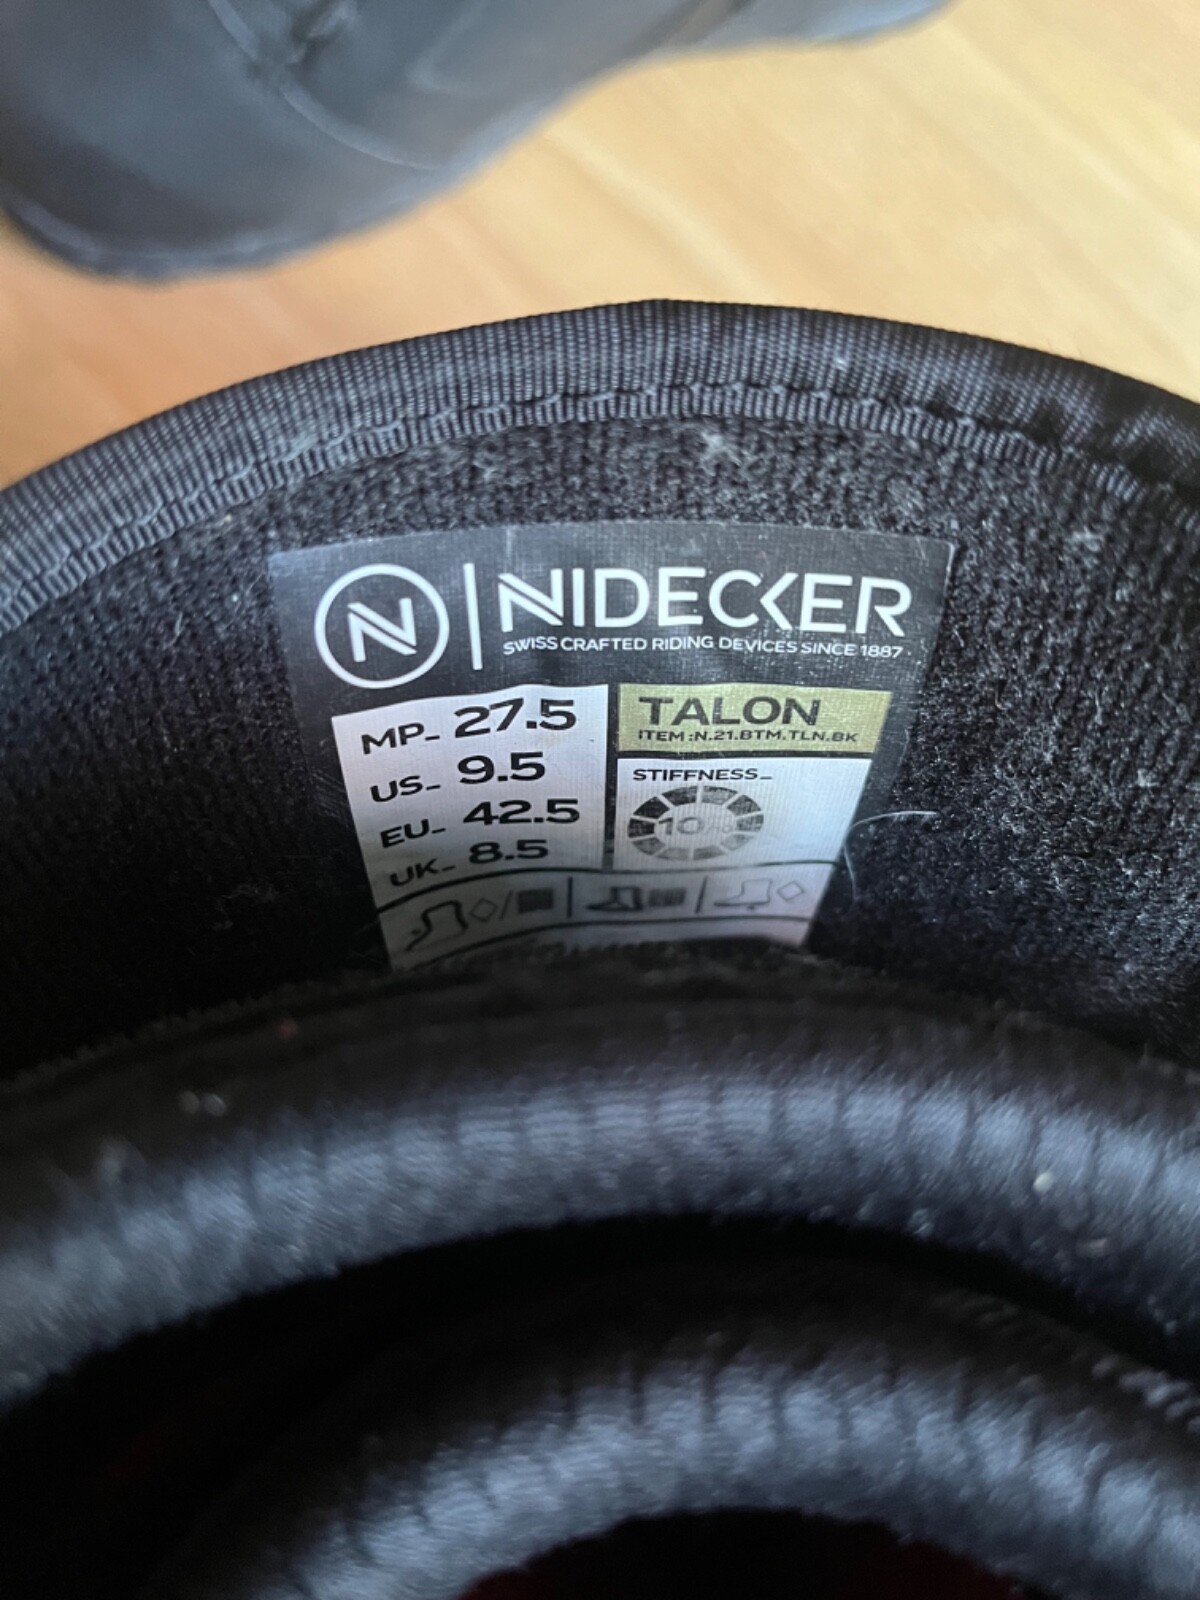 N | NIDECKER
SWISS CRAFTED RIDING DEVICES SINCE 1887
MP_ 27.5
US_ 9.5
EU_ 42.5
UK_ 8.5
TALON
ITEM :N.21.BTM.TLN.BK
STIFFNESS_